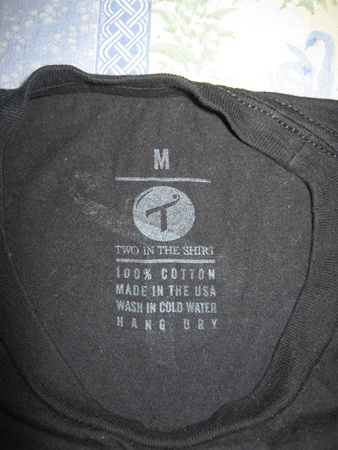 M
T
TWO IN THE SHIRT
100% COTTON
MADE IN THE USA
WASH IN COLD WATER
HANG DRY